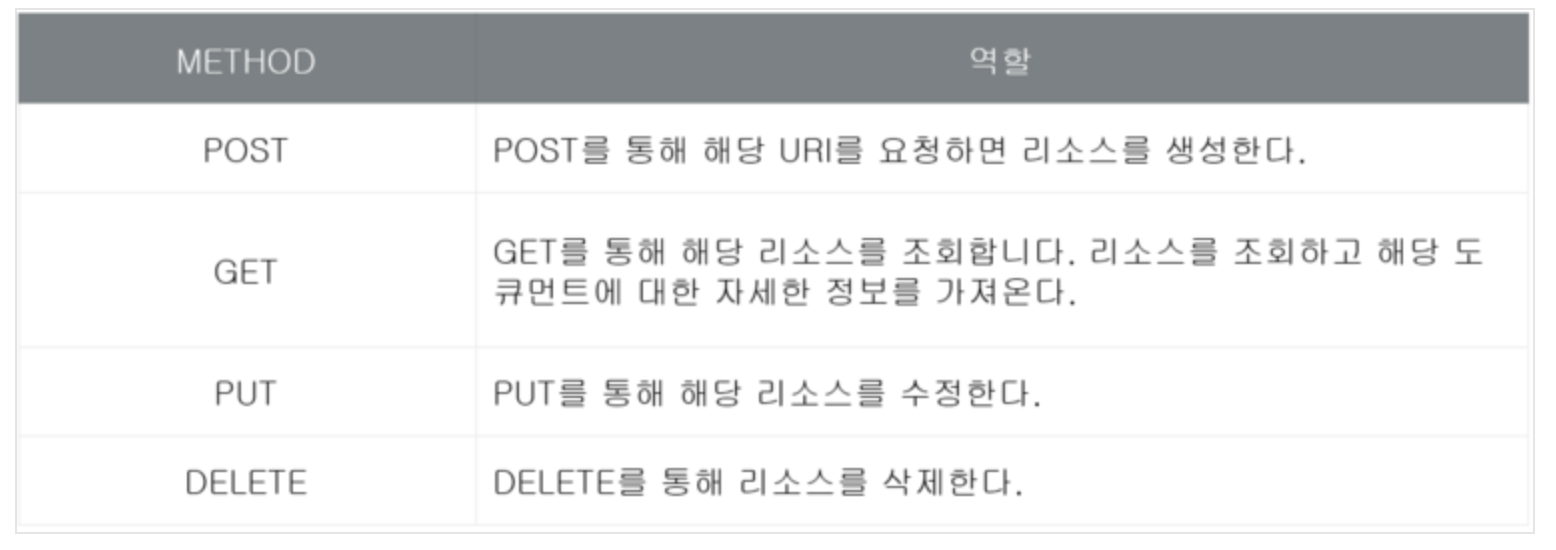 METHOD 역할
POST POST를 통해 해당 URI를 요청하면 리소스를 생성한다.
GET GET를 통해 해당 리소스를 조회합니다. 리소스를 조회하고 해당 도
큐먼트에 대한 자세한 정보를 가져온다.
PUT PUT를 통해 해당 리소스를 수정한다.
DELETE DELETE를 통해 리소스를 삭제한다.